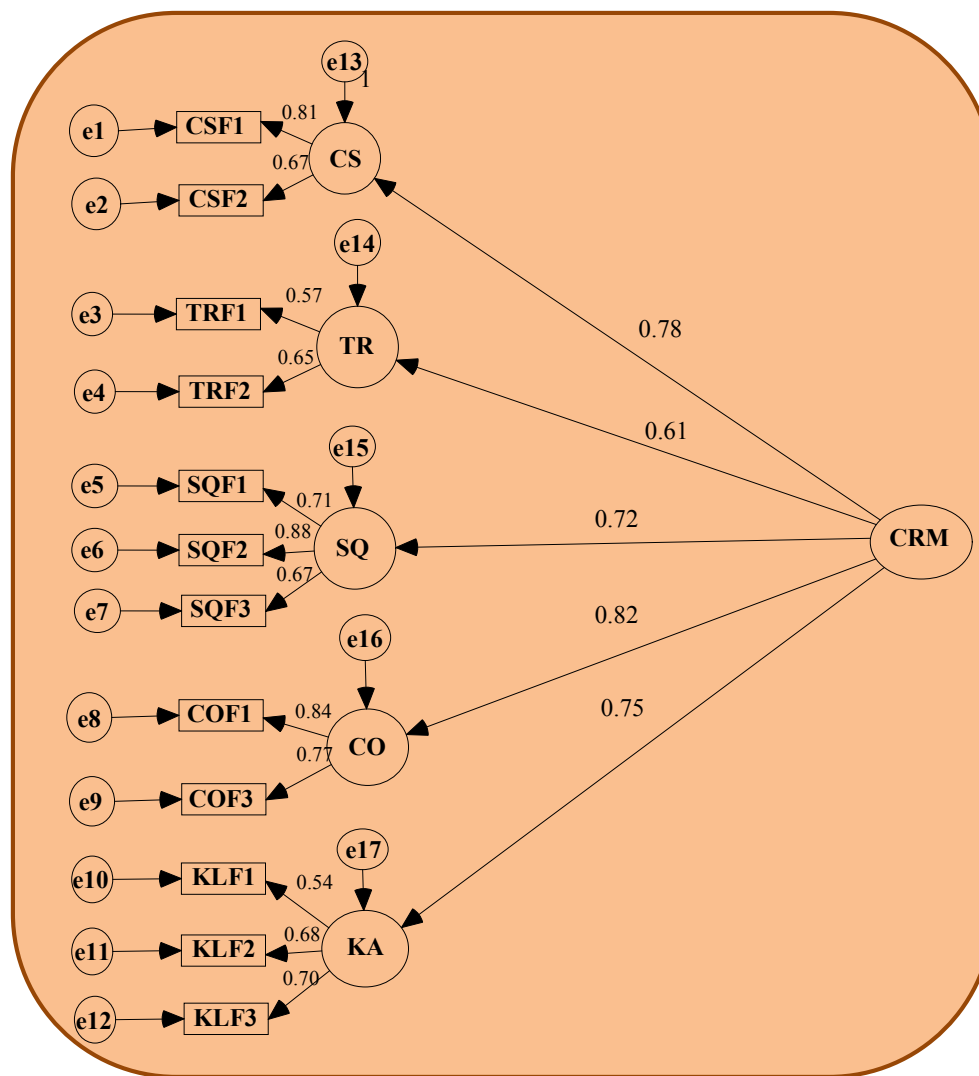 e13
1
e1
CSF1
0.81
CS
e2
CSF2
0.67
e14
e3
TRF1
0.57
TR
0.78
e4
TRF2
0.65
0.61
e15
e5
SQF1
0.71
e6
SQF2
0.88
SQ
0.72
CRM
e7
SQF3
0.67
e16
0.82
e8
COF1
0.84
CO
0.75
e9
COF3
0.77
e17
e10
KLF1
0.54
e11
KLF2
0.68
KA
e12
KLF3
0.70